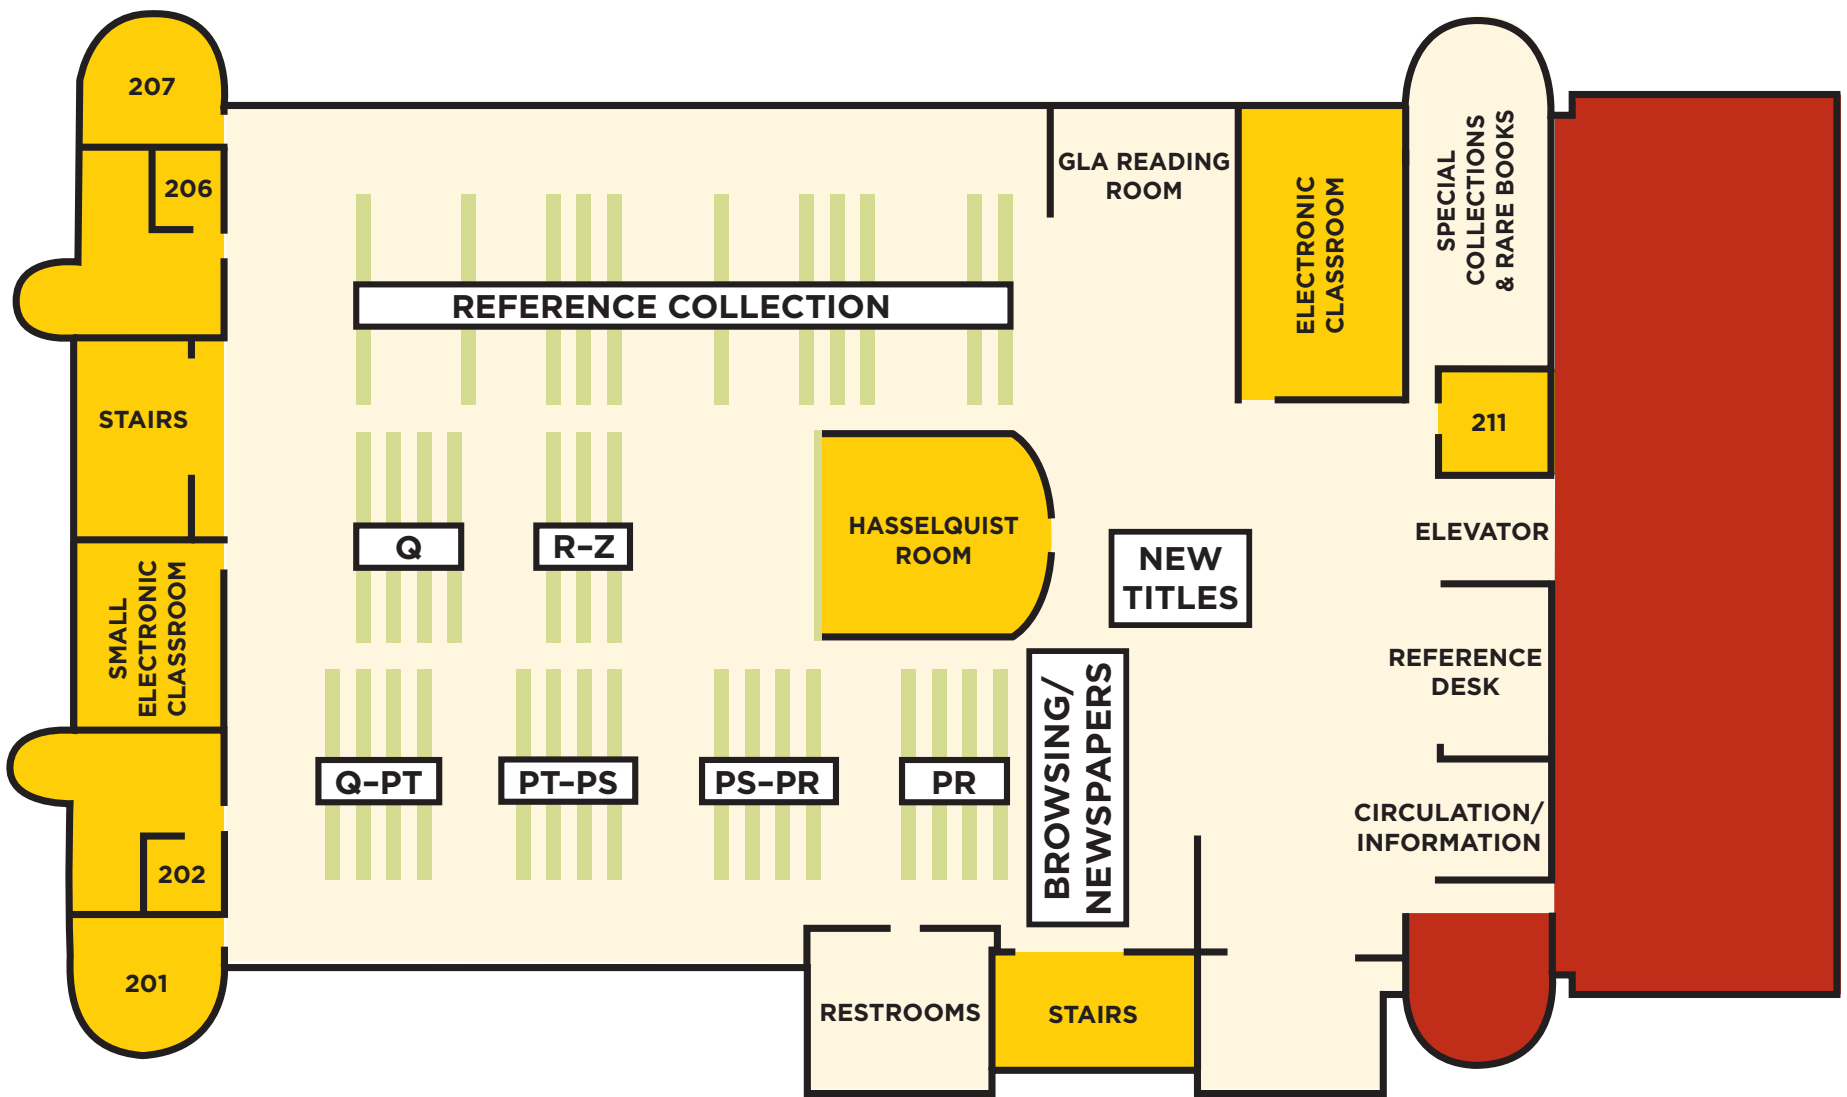 207
206
STAIRS
SMALL
ELECTRONIC
CLASSROOM
202
201
REFERENCE COLLECTION
Q
R–Z
Q–PT
PT–PS
PS–PR
PR
HASSELQUIST
ROOM
GLA READING
ROOM
ELECTRONIC
CLASSROOM
SPECIAL
COLLECTIONS
& RARE BOOKS
211
ELEVATOR
NEW
TITLES
REFERENCE
DESK
BROWSING/
NEWSPAPERS
CIRCULATION/
INFORMATION
RESTROOMS
STAIRS